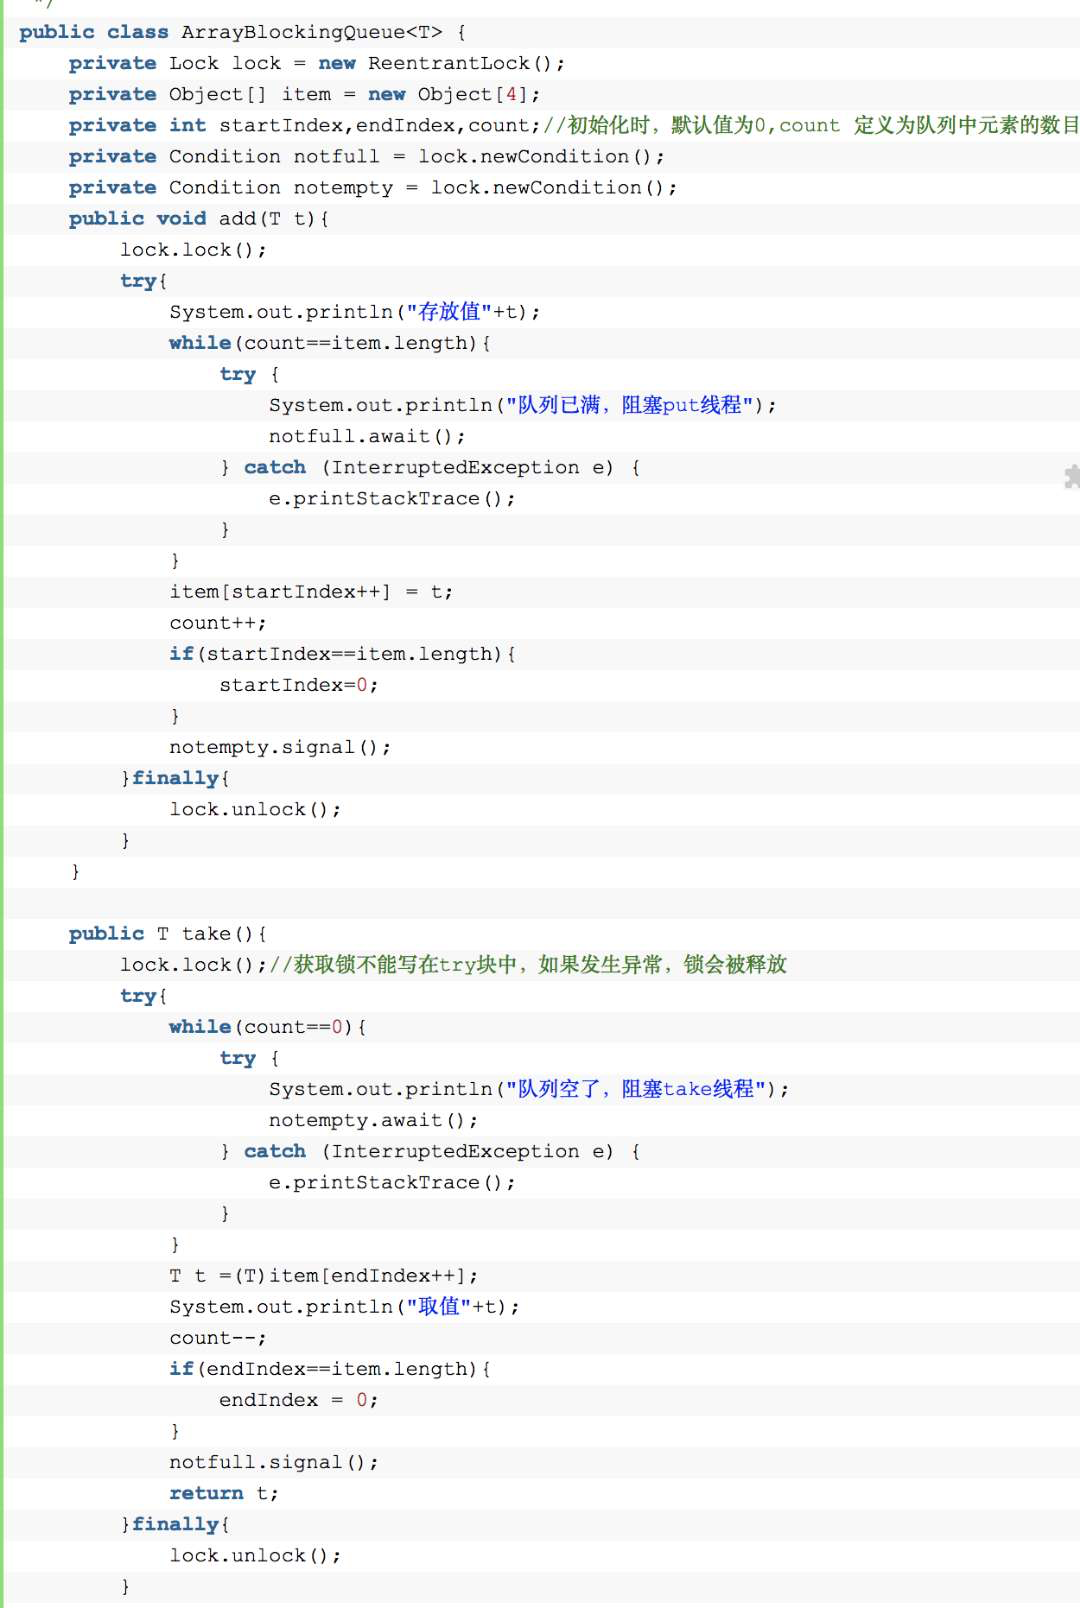 */
public class ArrayBlockingQueue<T> {
    private Lock lock = new ReentrantLock();
    private Object[] item = new Object[4];
    private int startIndex,endIndex,count;//初始化时，默认值为0,count 定义为队列中元素的数目
    private Condition notfull = lock.newCondition();
    private Condition notempty = lock.newCondition();
    public void add(T t){
        lock.lock();
        try{
            System.out.println("存放值"+t);
            while(count==item.length){
                try {
                    System.out.println("队列已满，阻塞put线程");
                    notfull.await();
                } catch (InterruptedException e) {
                    e.printStackTrace();
                }
            }
            item[startIndex++] = t;
            count++;
            if(startIndex==item.length){
                startIndex=0;
            }
            notempty.signal();
        }finally{
            lock.unlock();
        }
    }

    public T take(){
        lock.lock();//获取锁不能写在try块中，如果发生异常，锁会被释放
        try{
            while(count==0){
                try {
                    System.out.println("队列空了，阻塞take线程");
                    notempty.await();
                } catch (InterruptedException e) {
                    e.printStackTrace();
                }
            }
            T t =(T)item[endIndex++];
            System.out.println("取值"+t);
            count--;
            if(endIndex==item.length){
                endIndex = 0;
            }
            notfull.signal();
            return t;
        }finally{
            lock.unlock();
        }